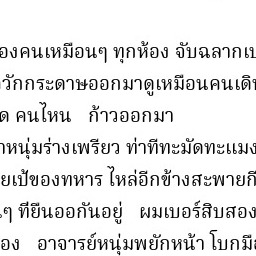 องคนเหมือนๆ ทุกห้อง จับฉลากเบ
วักกระดาษออกมาดูเหมือนคนเดิน
ด คนไหน ก้าวออกมา
าหนุ่มร่างเพรียว ท่าทีทะมัดทะแมง
ยเป้ของทหาร ไหล่อีกข้างสะพายกี
นๆ ที่ยืนออกันอยู่ ผมเบอร์สิบสอง
อง อาจารย์หนุ่มพยักหน้า โบกมือ